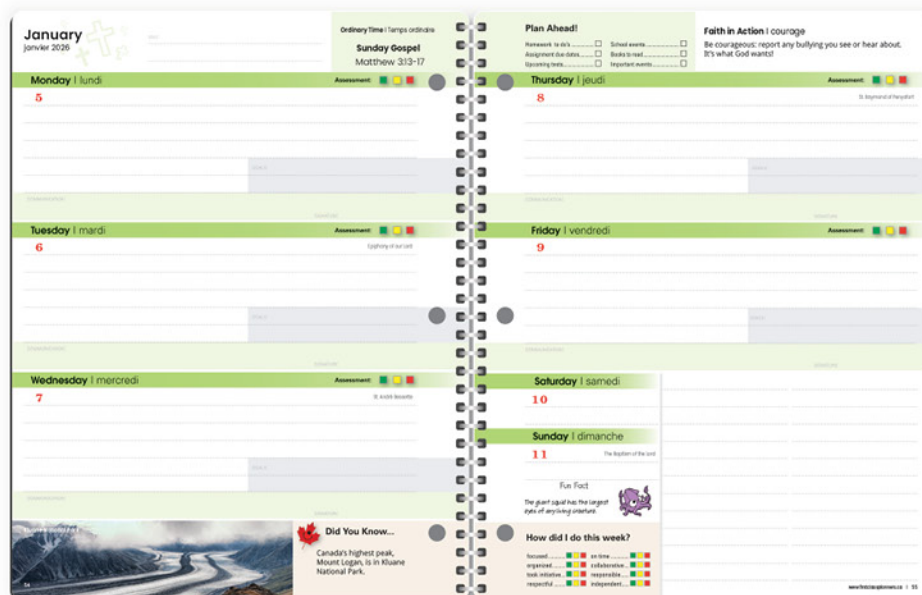 January
janvier 2026
Ordinary Time | Temps ordinaire
Sunday Gospel
Matthew 3:13-17
Monday | lundi
Assessment:
5
Tuesday | mardi
Assessment:
6
Epiphany of our Lord
Wednesday | mercredi
Assessment:
7
St. André Bessette
Did You Know...
Canada's highest peak,
Mount Logan, is in Kluane
National Park.
Plan Ahead!
Homework to do's
School events
Assignment due dates
Books to read
Upcoming tests
Important events
Faith in Action | courage
Be courageous: report any bullying you see or hear about.
It's what God wants!
Thursday | jeudi
Assessment:
8
St. Raymond of Penyafort
Friday | vendredi
Assessment:
9
Saturday | samedi
10
Sunday | dimanche
11
The Baptism of the Lord
Fun Fact
The giant squid has the largest
eyes of any living creature.
How did I do this week?
focused
on time
organized
collaborative
took initiative
responsible
respectful
independent